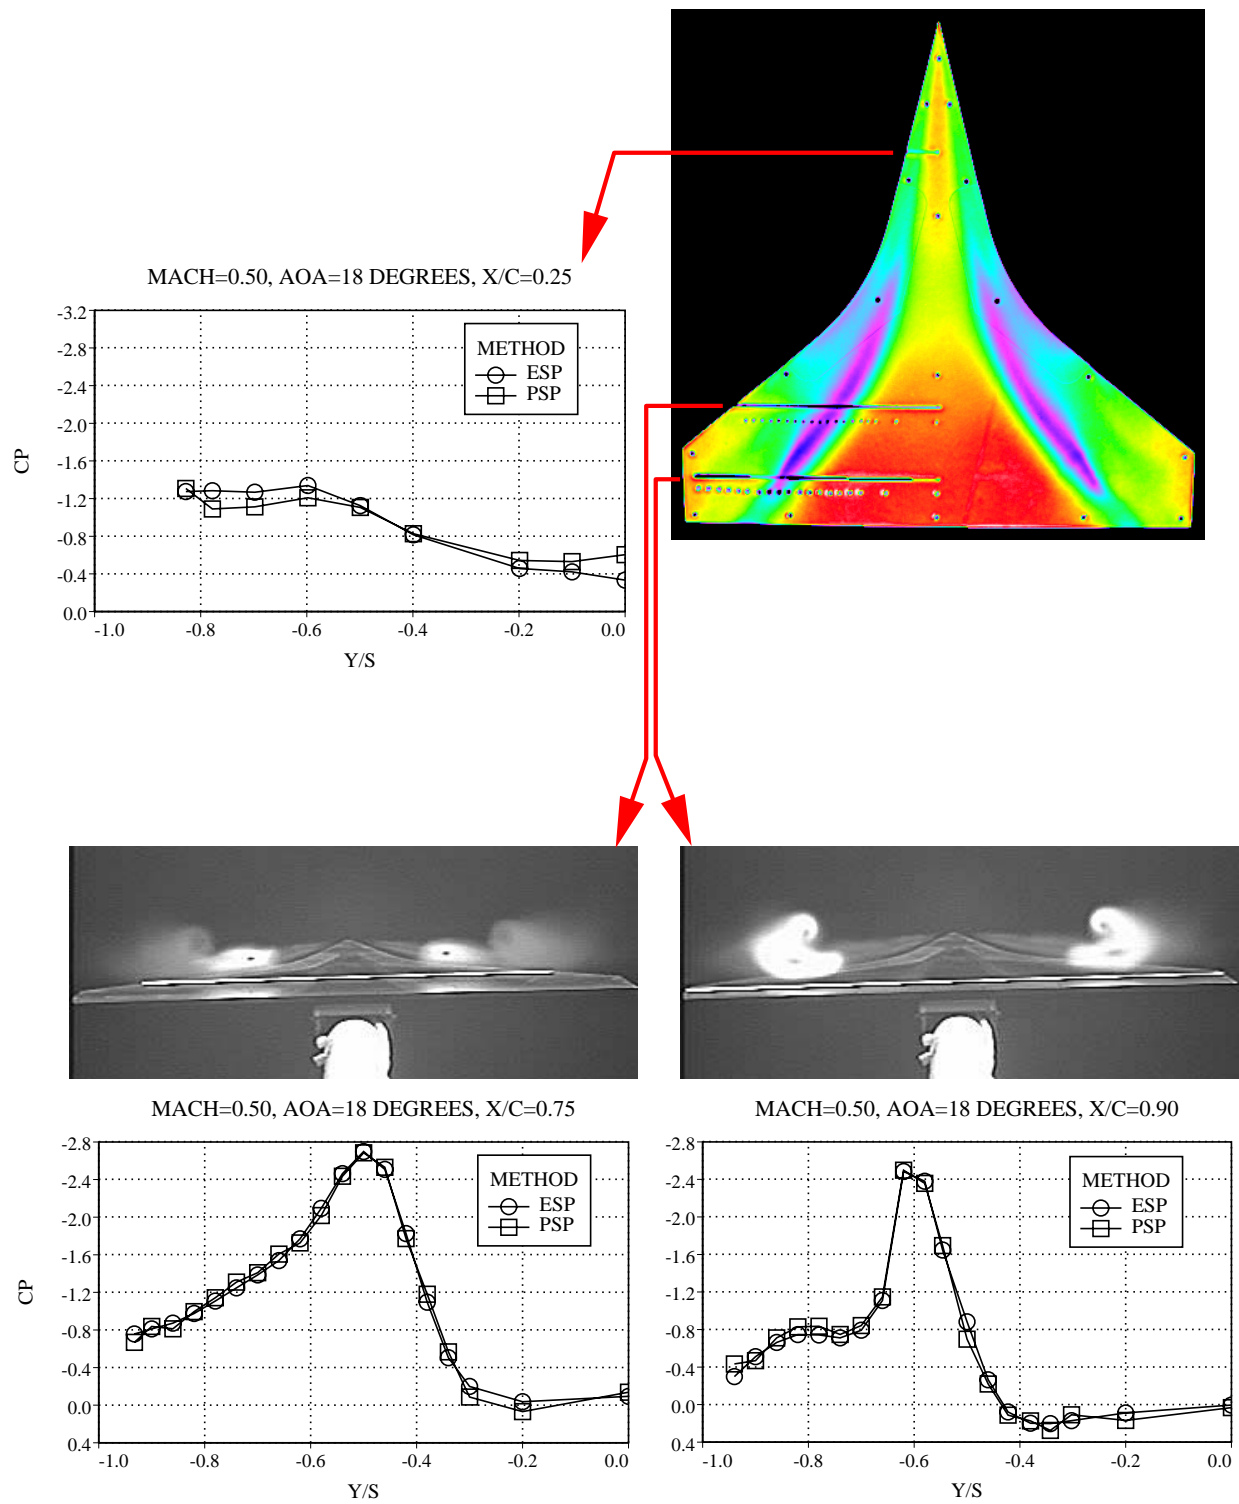 MACH=0.50, AOA=18 DEGREES, X/C=0.25
-3.2
-2.8
-2.4
-2.0
-1.6
-1.2
-0.8
-0.4
0.0
CP
METHOD
ESP
PSP
-1.0 -0.8 -0.6 -0.4 -0.2 0.0
Y/S
MACH=0.50, AOA=18 DEGREES, X/C=0.75
-2.8
-2.4
-2.0
-1.6
-1.2
-0.8
-0.4
0.0
0.4
CP
METHOD
ESP
PSP
-1.0 -0.8 -0.6 -0.4 -0.2 0.0
Y/S
MACH=0.50, AOA=18 DEGREES, X/C=0.90
-2.8
-2.4
-2.0
-1.6
-1.2
-0.8
-0.4
0.0
0.4
METHOD
ESP
PSP
-1.0 -0.8 -0.6 -0.4 -0.2 0.0
Y/S